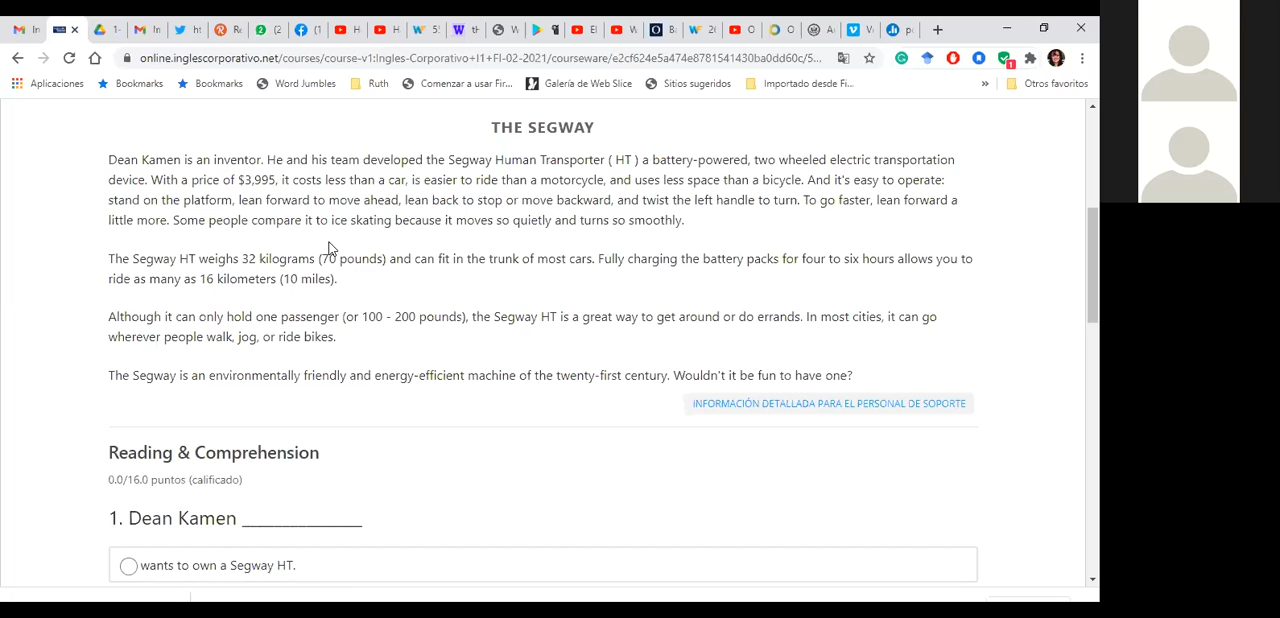 online.inglescorporativo.net/courses/course-v1:Ingles-Corporativo+I1+FI-02-2021/courseware/e2cf624e5a474e8781541430ba0dd60c/5...
Aplicaciones Bookmarks Bookmarks Word Jumbles Ruth Comenzar a usar Fir... Galería de Web Slice Sitios sugeridos Importado desde Fi... » Otros favoritos
THE SEGWAY
Dean Kamen is an inventor. He and his team developed the Segway Human Transporter ( HT ) a battery-powered, two wheeled electric transportation
device. With a price of $3,995, it costs less than a car, is easier to ride than a motorcycle, and uses less space than a bicycle. And it's easy to operate:
stand on the platform, lean forward to move ahead, lean back to stop or move backward, and twist the left handle to turn. To go faster, lean forward a
little more. Some people compare it to ice skating because it moves so quietly and turns so smoothly.
The Segway HT weighs 32 kilograms (70 pounds) and can fit in the trunk of most cars. Fully charging the battery packs for four to six hours allows you to
ride as many as 16 kilometers (10 miles).
Although it can only hold one passenger (or 100 - 200 pounds), the Segway HT is a great way to get around or do errands. In most cities, it can go
wherever people walk, jog, or ride bikes.
The Segway is an environmentally friendly and energy-efficient machine of the twenty-first century. Wouldn't it be fun to have one?
INFORMACIÓN DETALLADA PARA EL PERSONAL DE SOPORTE
Reading & Comprehension
0.0/16.0 puntos (calificado)
1. Dean Kamen _______________
wants to own a Segway HT.